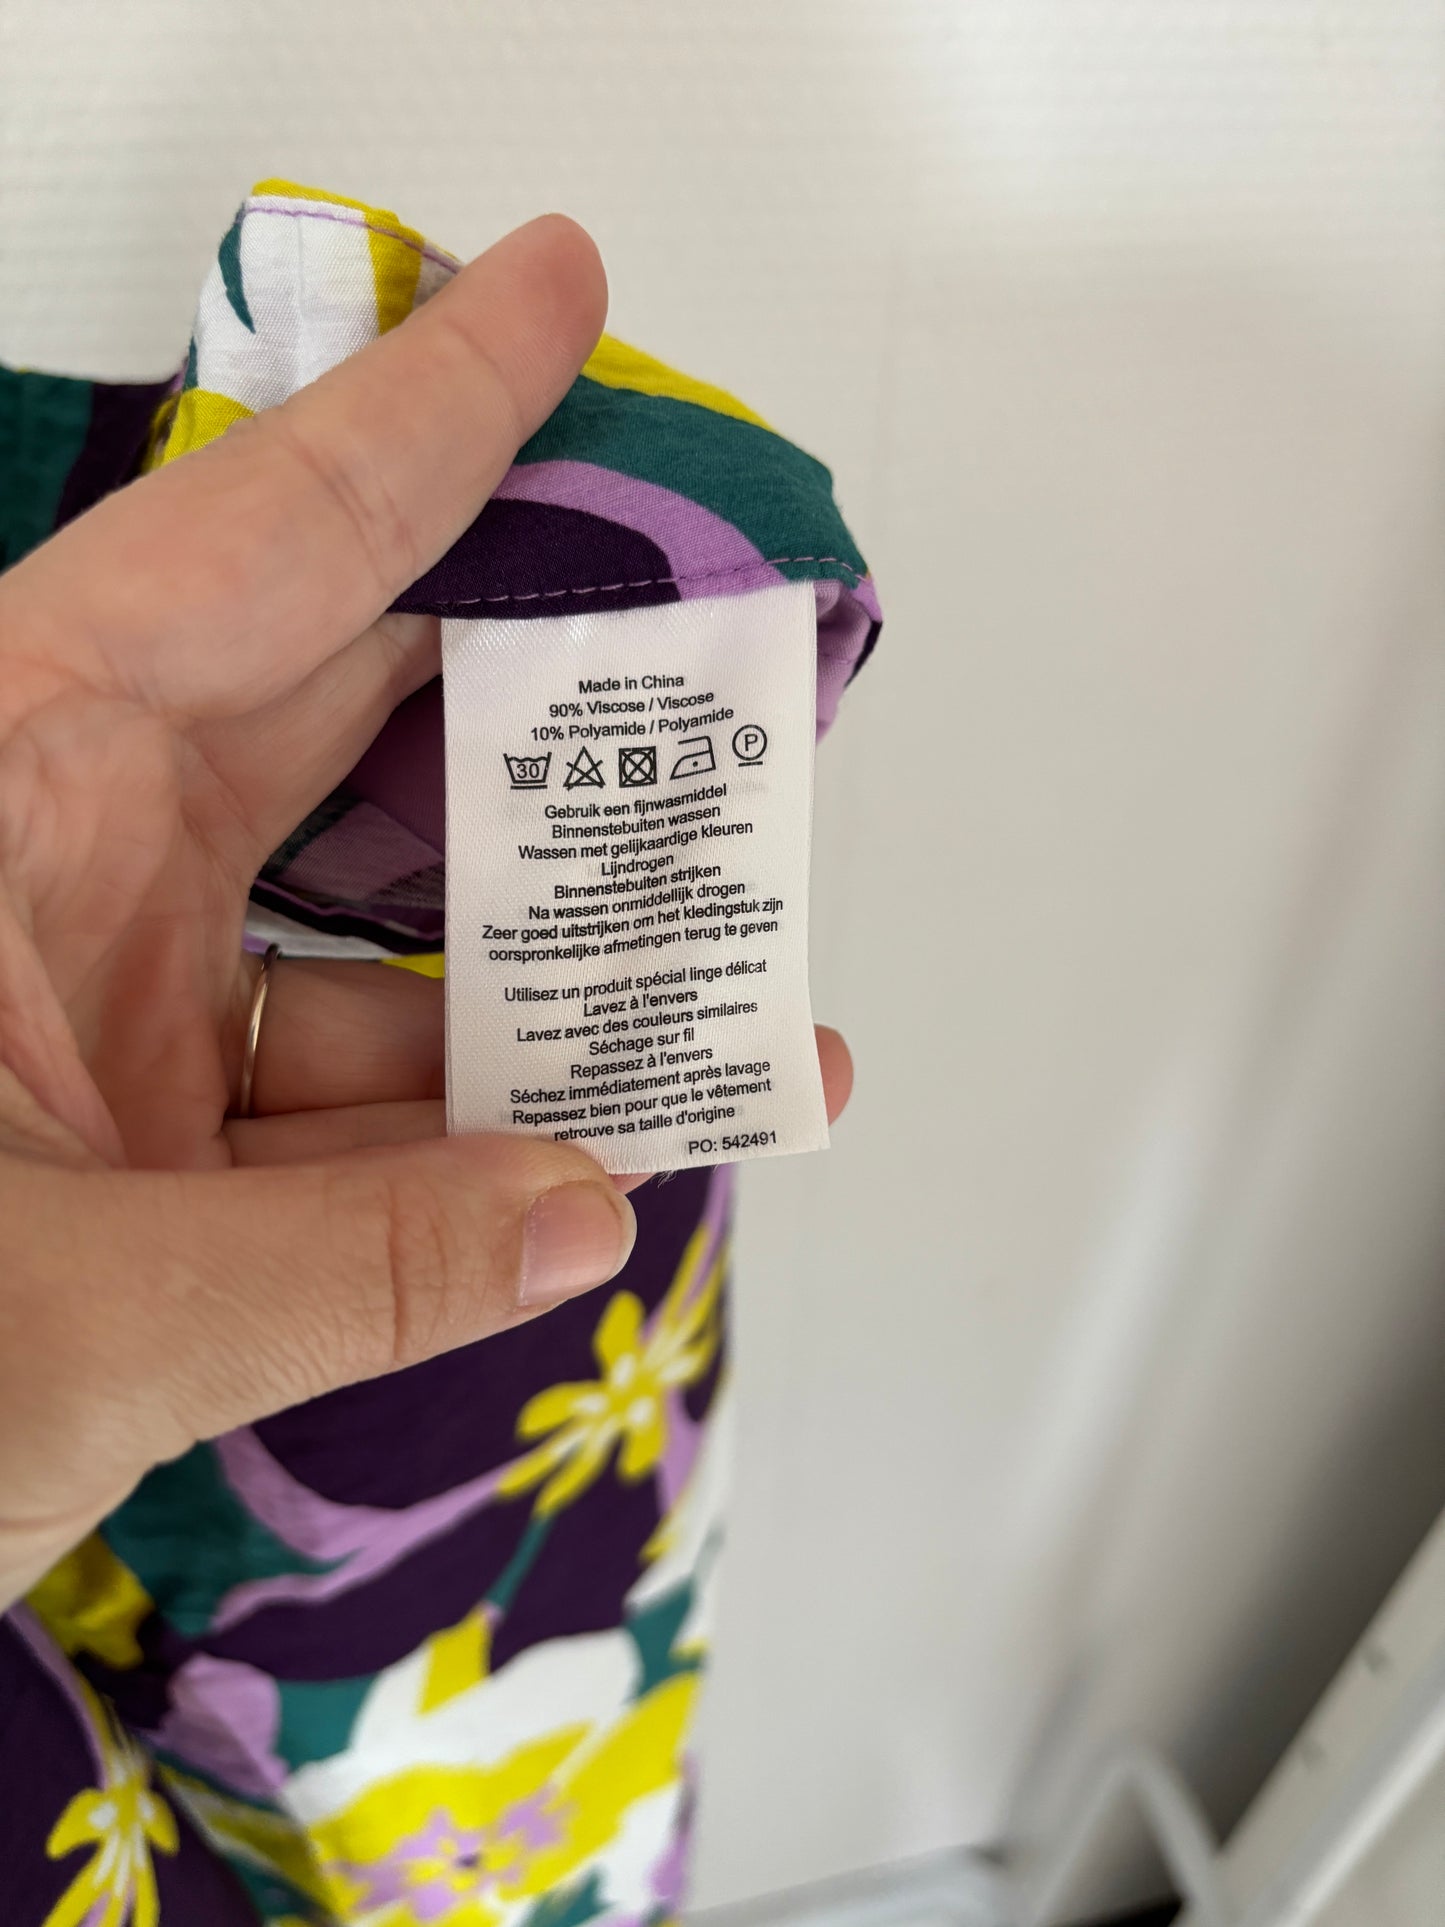 Made in China
90% Viscose / Viscose
10% Polyamide / Polyamide
30 P
Gebruik een fijnwasmiddel
Binnenstebuiten wassen
Wassen met gelijkaardige kleuren
Lijndrogen
Binnenstebuiten strijken
Na wassen onmiddellijk drogen
Zeer goed uitstrijken om het kledingstuk zijn
oorspronkelijke afmetingen terug te geven
Utilisez un produit spécial linge délicat
Lavez à l'envers
Lavez avec des couleurs similaires
Séchage sur fil
Repassez à l'envers
Séchez immédiatement après lavage
Repassez bien pour que le vêtement
retrouve sa taille d'origine
PO: 542491